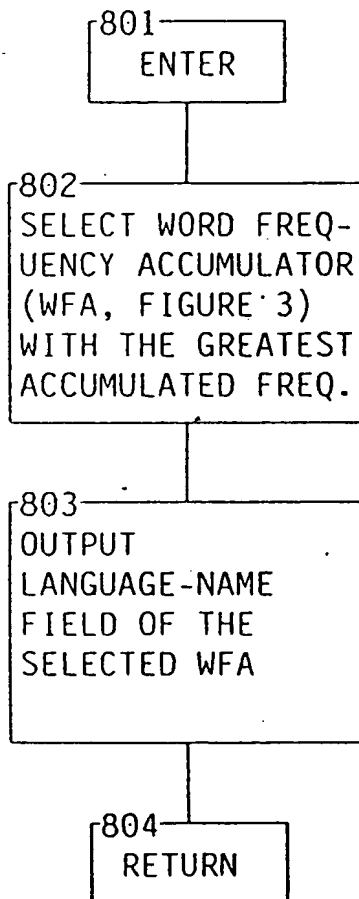 801
ENTER
802
SELECT WORD FREQ-
UENCY ACCUMULATOR
(WFA, FIGURE 3)
WITH THE GREATEST
ACCUMULATED FREQ.
803
OUTPUT
LANGUAGE-NAME
FIELD OF THE
SELECTED WFA
804
RETURN